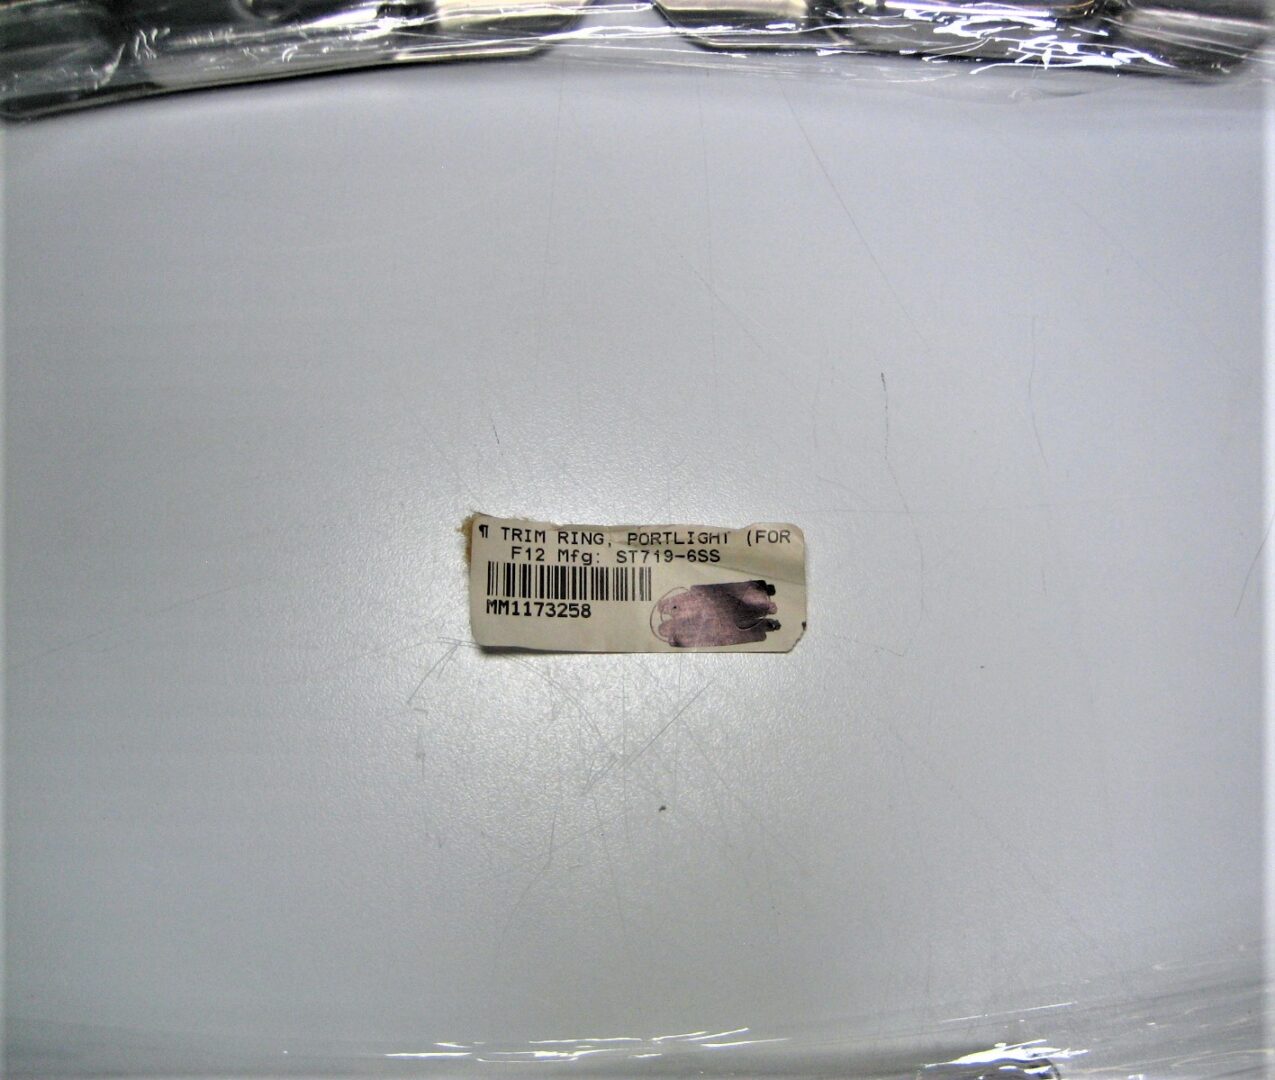 ¶ TRIM RING, PORTLIGHT (FOR
F12 Mfg: ST719-6SS
MM1173258